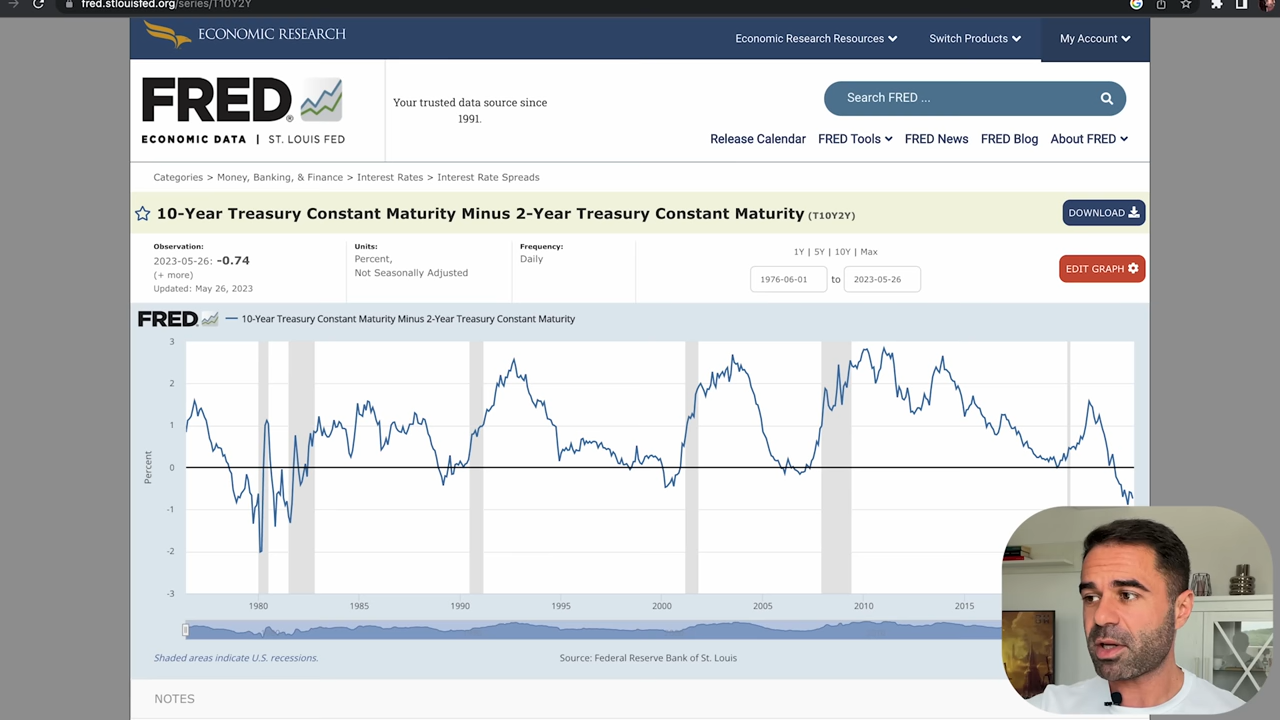 fred.stlouisfed.org/series/T10Y2Y
ECONOMIC RESEARCH
Economic Research Resources
Switch Products
My Account
FRED®
ECONOMIC DATA | ST. LOUIS FED
Your trusted data source since
1991.
Search FRED ...
Release Calendar
FRED Tools
FRED News
FRED Blog
About FRED
Categories > Money, Banking, & Finance > Interest Rates > Interest Rate Spreads
10-Year Treasury Constant Maturity Minus 2-Year Treasury Constant Maturity (T10Y2Y)
DOWNLOAD
Observation:
2023-05-26: -0.74
(+ more)
Updated: May 26, 2023
Units:
Percent,
Not Seasonally Adjusted
Frequency:
Daily
1Y | 5Y | 10Y | Max
1976-06-01 to 2023-05-26
EDIT GRAPH
FRED
10-Year Treasury Constant Maturity Minus 2-Year Treasury Constant Maturity
Percent
3
2
1
0
-1
-2
-3
1980 1985 1990 1995 2000 2005 2010 2015
Shaded areas indicate U.S. recessions.
Source: Federal Reserve Bank of St. Louis
NOTES